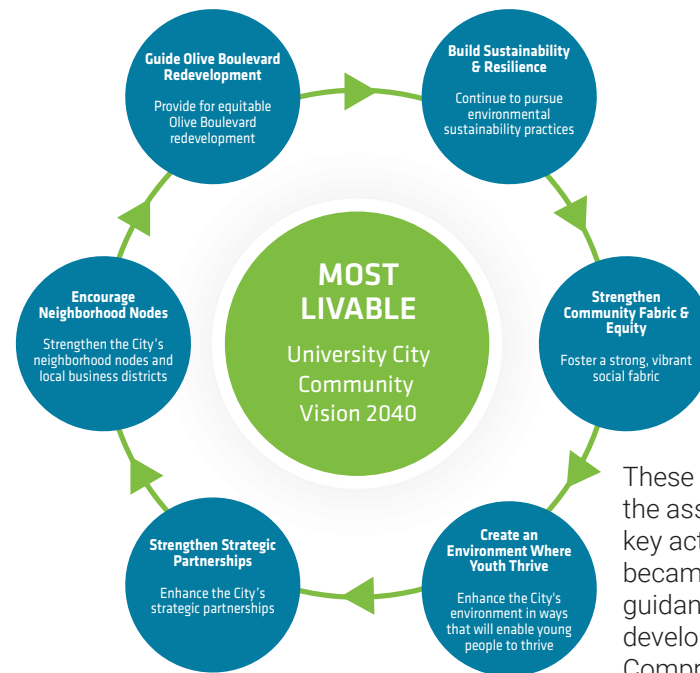 Guide Olive Boulevard
Redevelopment
Provide for equitable
Olive Boulevard
redevelopment
Build Sustainability
& Resilience
Continue to pursue
environmental
sustainability practices
Encourage
Neighborhood Nodes
Strengthen the City's
neighborhood nodes and
local business districts
MOST
LIVABLE
University City
Community
Vision 2040
Strengthen
Community Fabric &
Equity
Foster a strong, vibrant
social fabric
Strengthen Strategic
Partnerships
Enhance the City's
strategic partnerships
Create an
Environment Where
Youth Thrive
Enhance the City's
environment in ways
that will enable young
people to thrive
These
the
key
guidan
develo